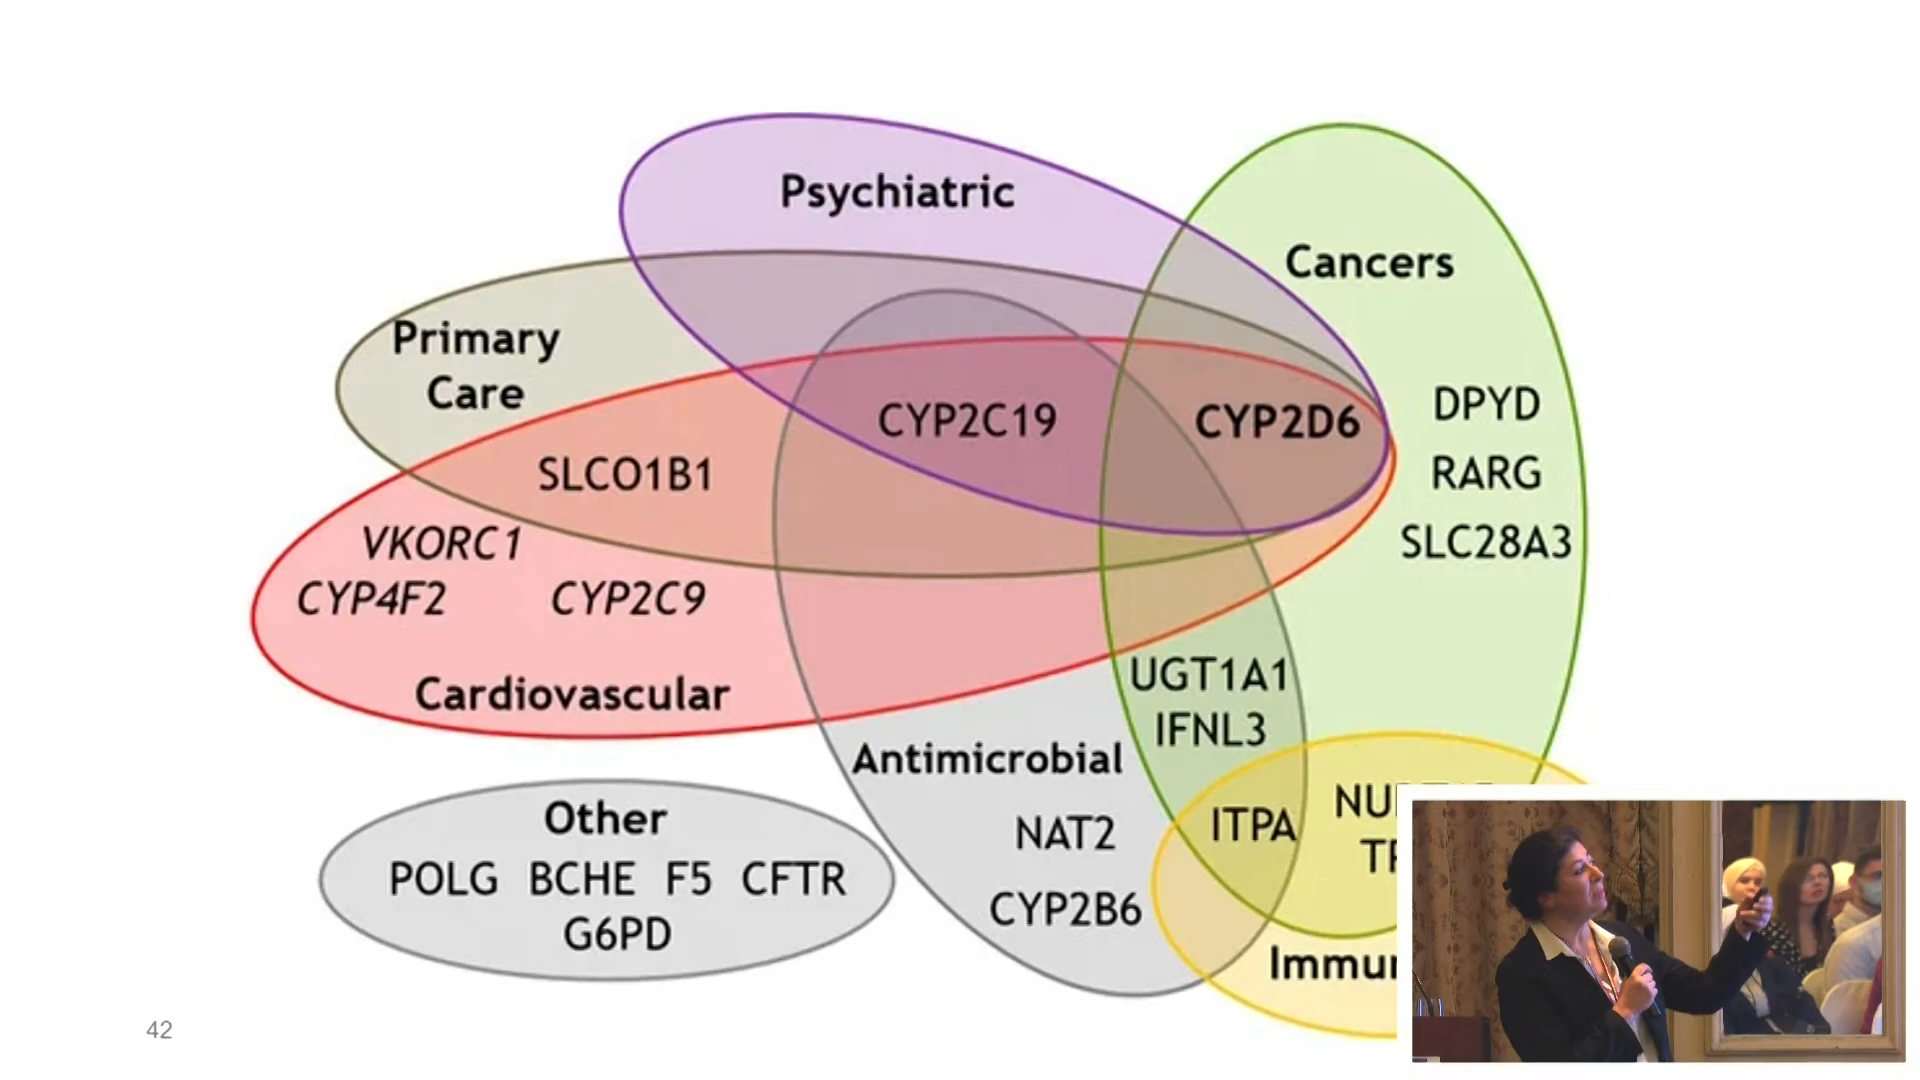 Psychiatric
Cancers
Primary
Care
CYP2C19
CYP2D6
DPYD
RARG
SLC28A3
SLCO1B1
VKORC1
CYP4F2 CYP2C9
Cardiovascular
UGT1A1
IFNL3
Antimicrobial
NAT2
CYP2B6
ITPA
Other
POLG BCHE F5 CFTR
G6PD
42